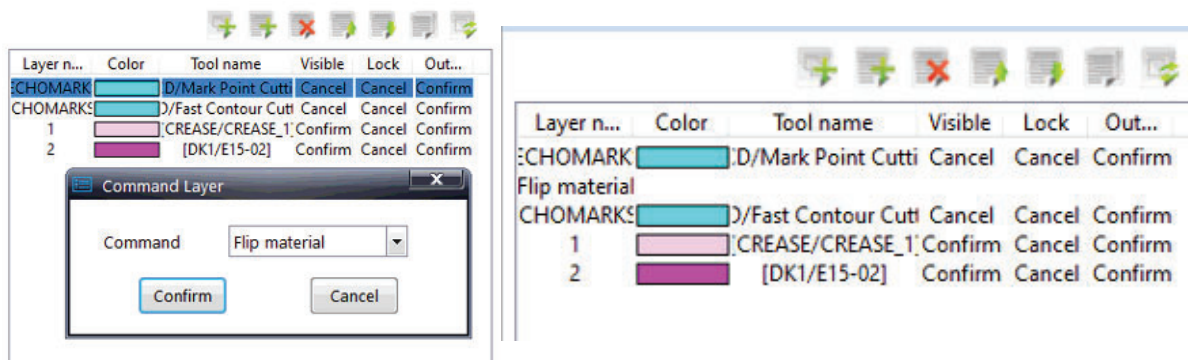 Layer n... Color Tool name Visible Lock Out...
ECHOMARK D/Mark Point Cutti Cancel Cancel Confirm
CHOMARKS D/Fast Contour Cutt Cancel Cancel Confirm
1 [CREASE/CREASE_1] Confirm Cancel Confirm
2 [DK1/E15-02] Confirm Cancel Confirm
Command Layer
Command Flip material
Confirm Cancel
Layer n... Color Tool name Visible Lock Out...
ECHOMARK :D/Mark Point Cutti Cancel Cancel Confirm
Flip material
CHOMARKS D/Fast Contour Cutt Cancel Cancel Confirm
1 [CREASE/CREASE_1] Confirm Cancel Confirm
2 [DK1/E15-02] Confirm Cancel Confirm